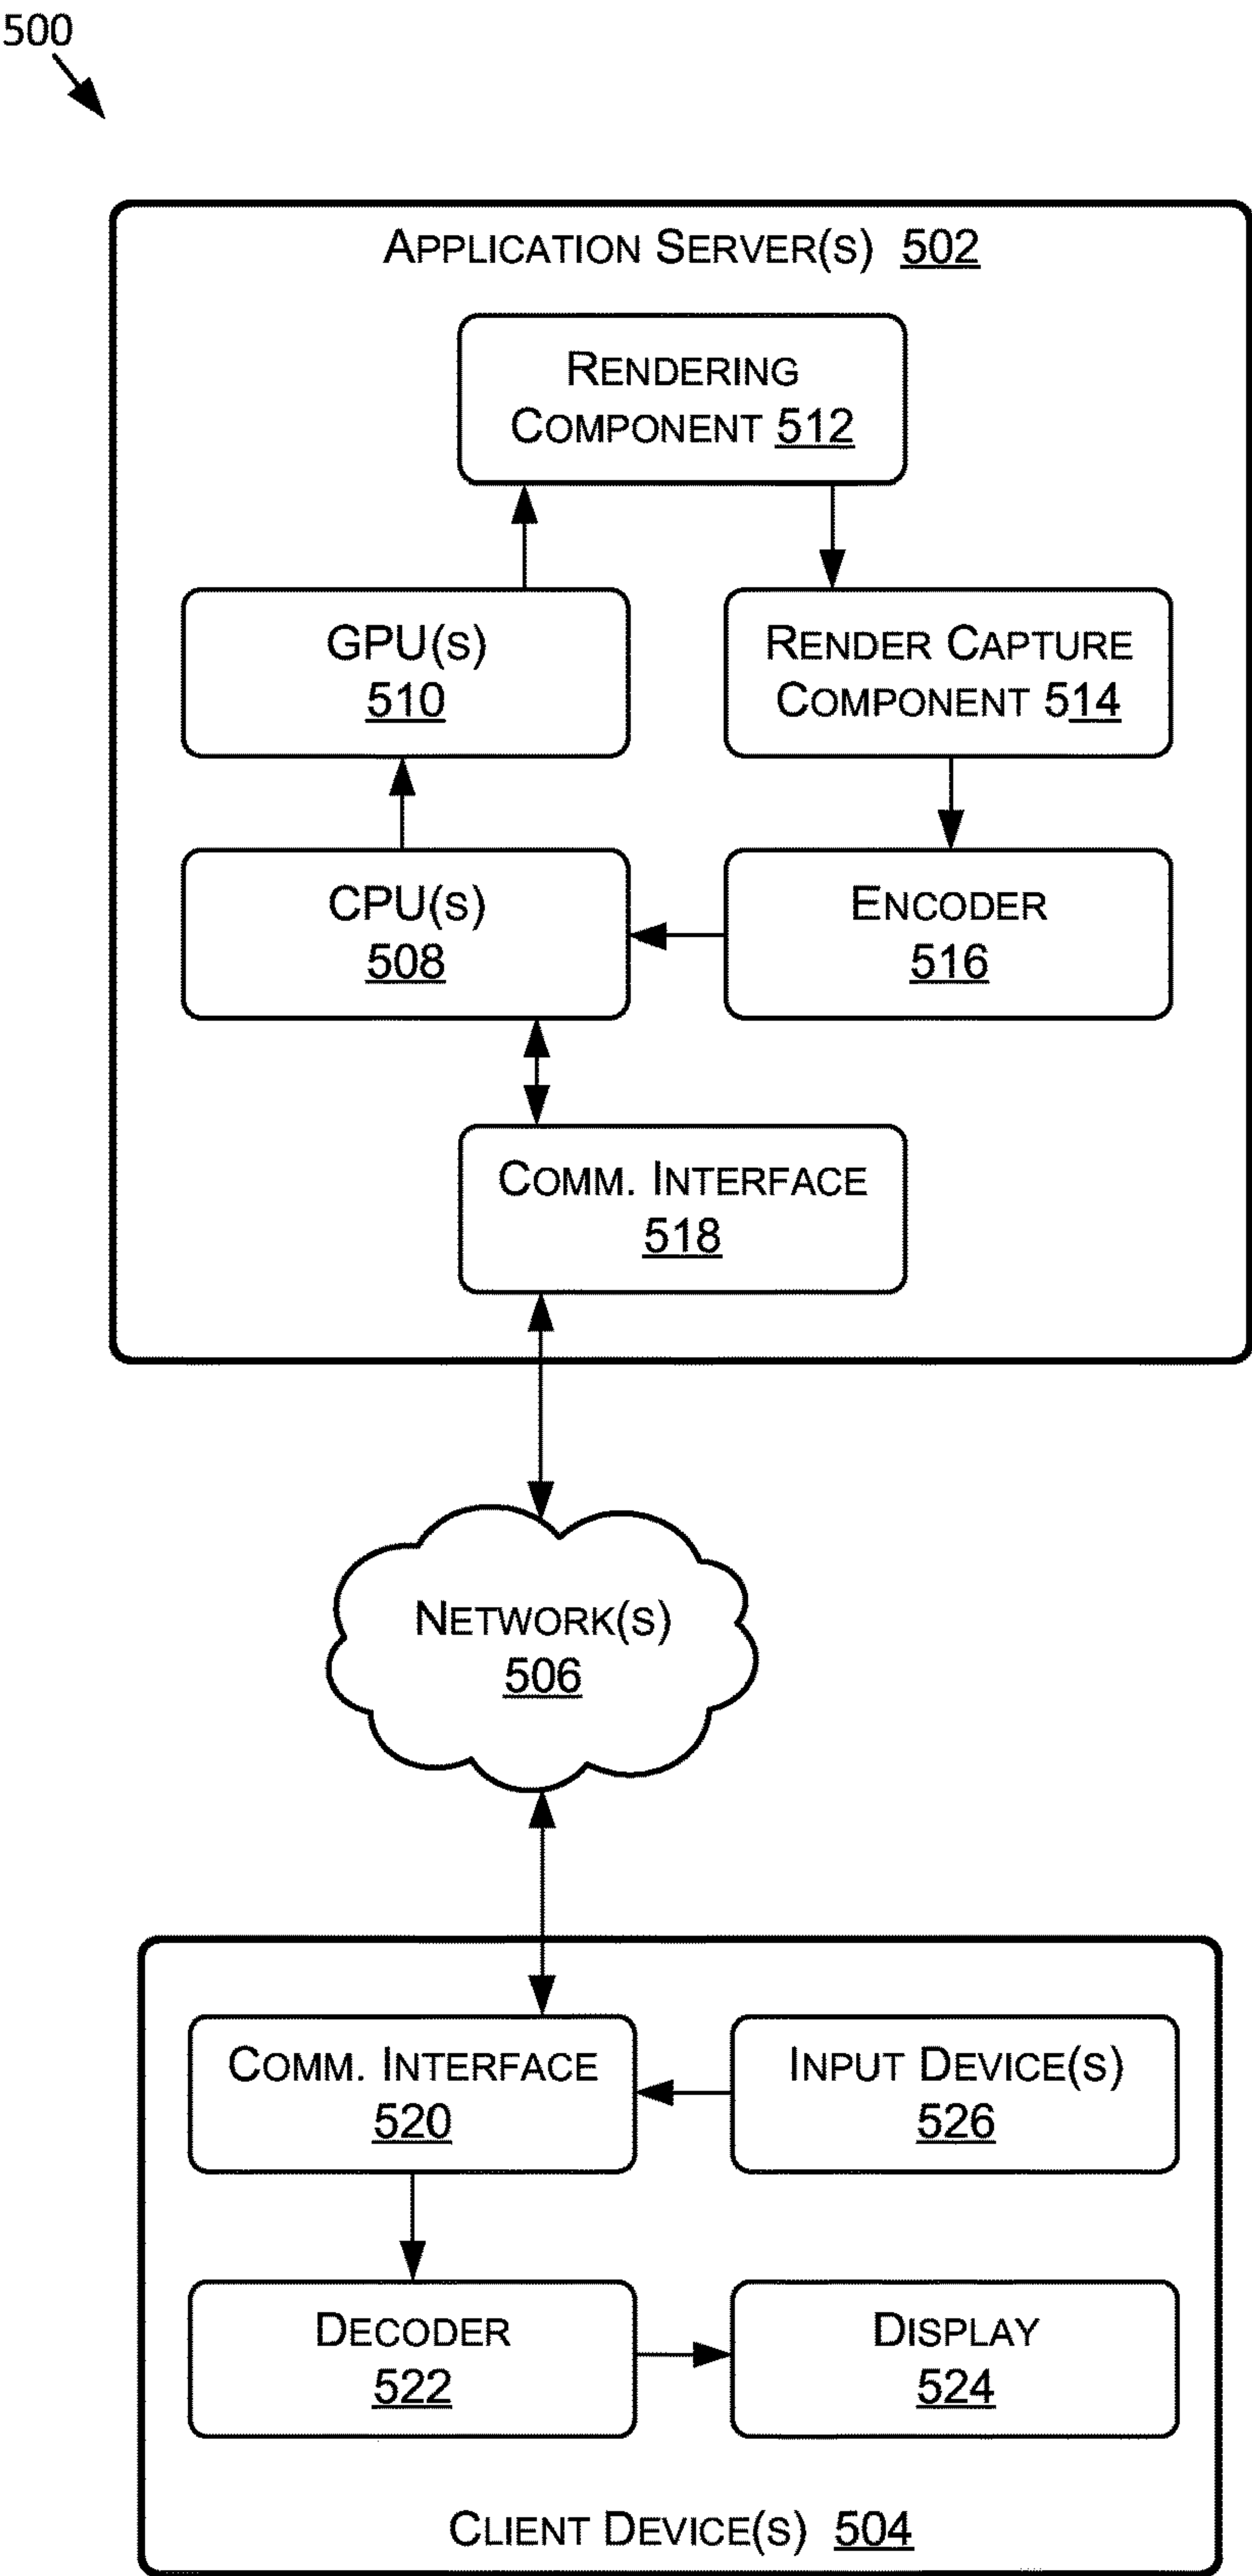 500
APPLICATION SERVER(S) 502
RENDERING
COMPONENT 512
GPU(S)
510
RENDER CAPTURE
COMPONENT 514
CPU(S)
508
ENCODER
516
COMM. INTERFACE
518
NETWORK(S)
506
COMM. INTERFACE
520
INPUT DEVICE(S)
526
DECODER
522
DISPLAY
524
CLIENT DEVICE(S) 504